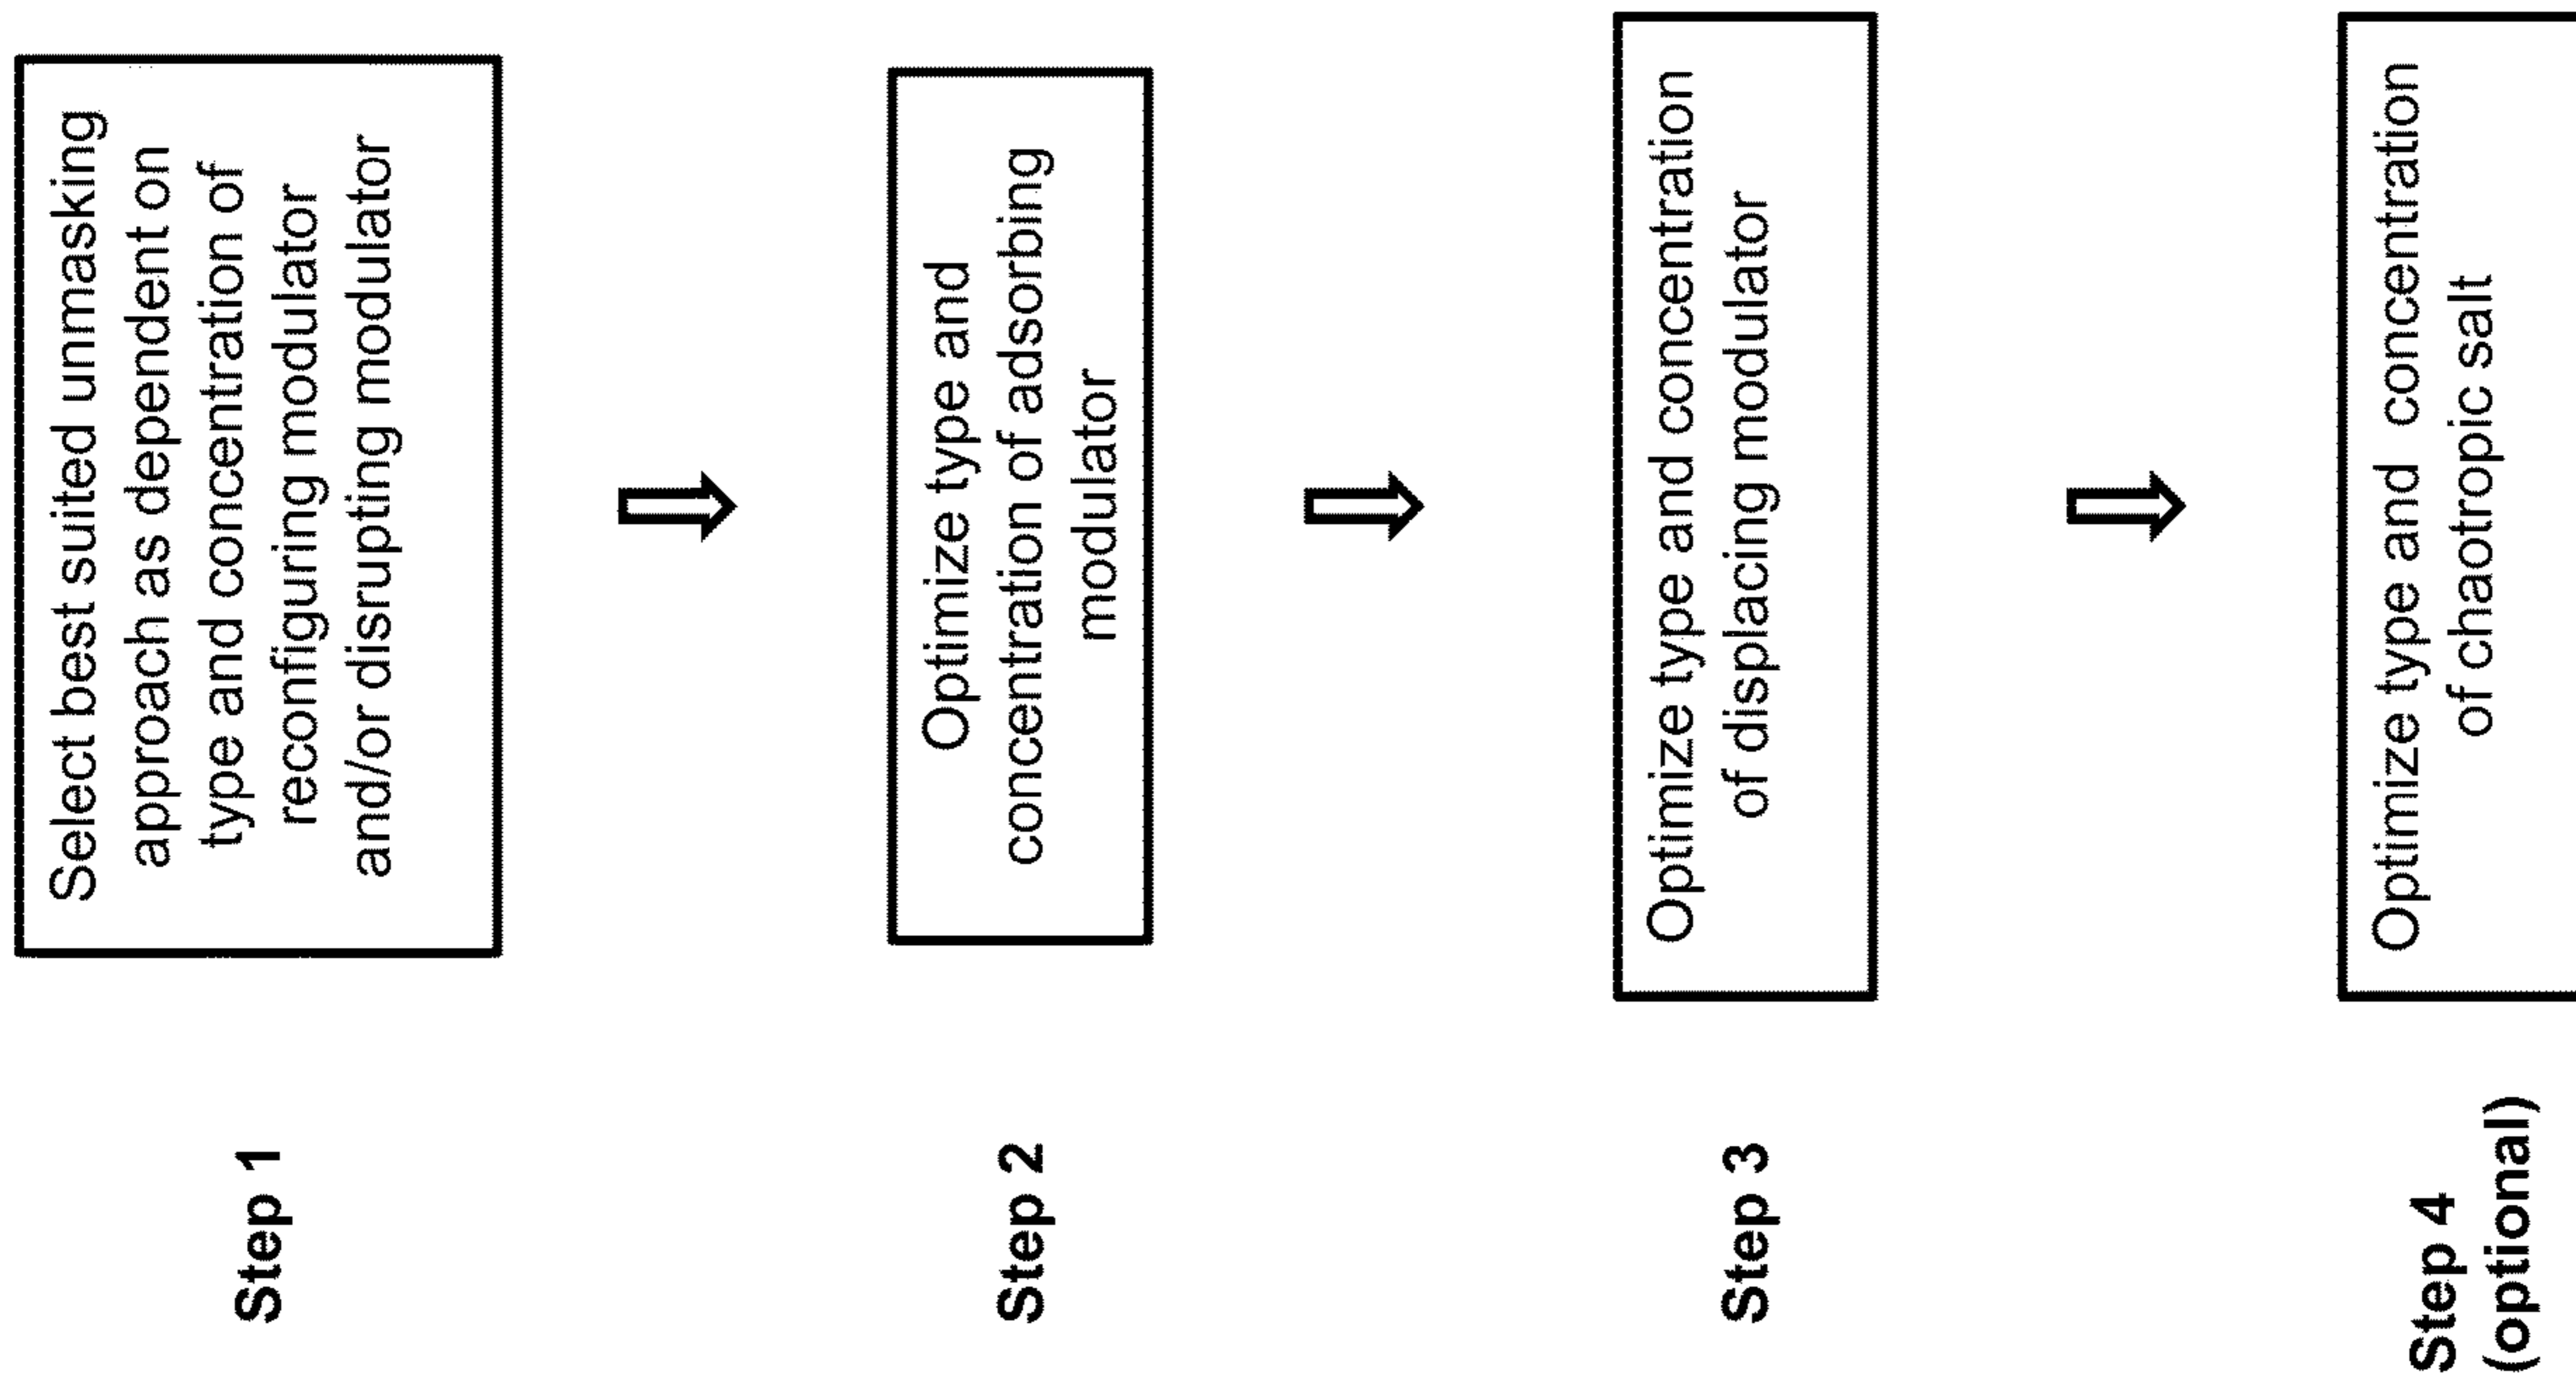 Step 1
Select best suited unmasking
approach as dependent on
type and concentration of
reconfiguring modulator
and/or disrupting modulator
Step 2
Optimize type and
concentration of adsorbing
modulator
Step 3
Optimize type and concentration
of displacing modulator
Step 4
(optional)
Optimize type and concentration
of chaotropic salt